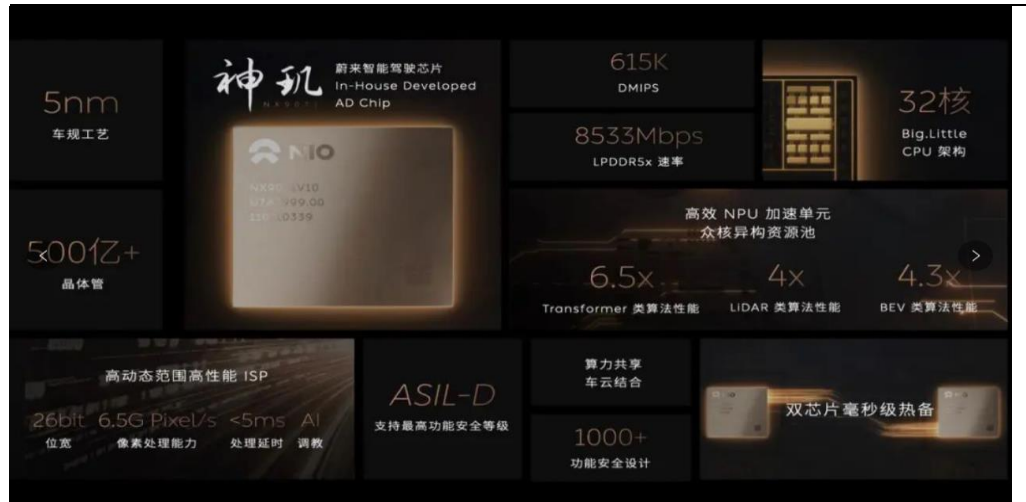 5nm
车规工艺
500亿+
晶体管
神玑
蔚来智能驾驶芯片
In-House Developed
AD Chip
NIO
615K
DMIPS
8533Mbps
LPDDR5x 速率
32核
Big.Little
CPU 架构
高效 NPU 加速单元
众核异构资源池
6.5x
Transformer 类算法性能
4x
LiDAR 类算法性能
4.3x
BEV 类算法性能
高动态范围高性能 ISP
26bit
位宽
6.5G Pixel/s
像素处理能力
<5ms
处理延时
AI
调教
ASIL-D
支持最高功能安全等级
算力共享
车云结合
1000+
功能安全设计
双芯片毫秒级热备